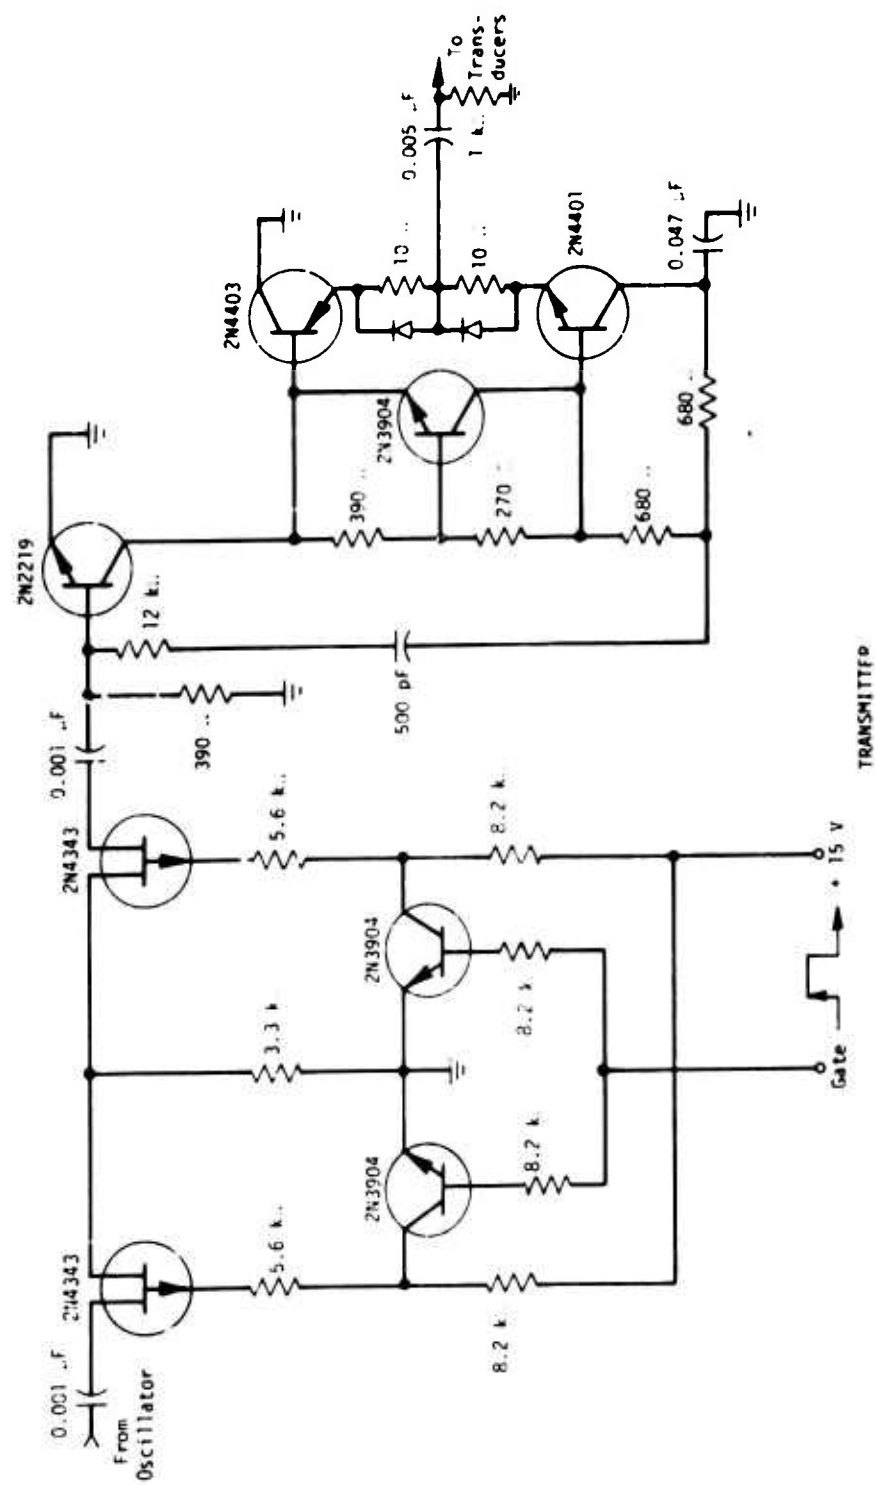 0.001 .F
From
Oscillator
2N4343
5.6 k..
8.2 k
2N3904
8.2 k
3.3 k
Gate
8.2 k
2N3904
+ 15 V
8.2 k.
5.6 k..
2N4343
0.001 .F
390 ..
12 k..
500 pF
2N2219
390 ..
270
680 ..
2N3904
680 ..
2N4403
10 ..
10 ..
2N4401
0.047 .F
0.005 .F
1 k..
To
Trans-
ducers
TRANSMITTER